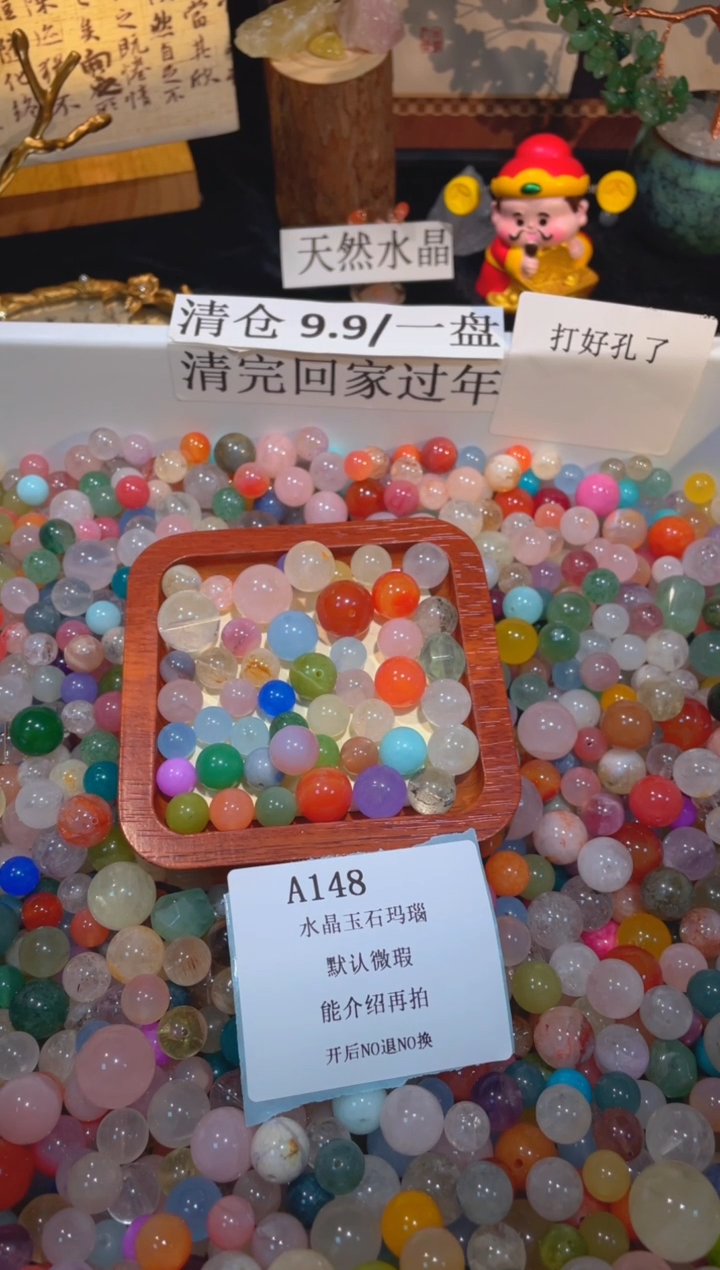 天然水晶
清仓 9.9/一盘
清完回家过年
打好孔了
A148
水晶玉石玛瑙
默认微瑕
能介绍再拍
开后NO退NO换